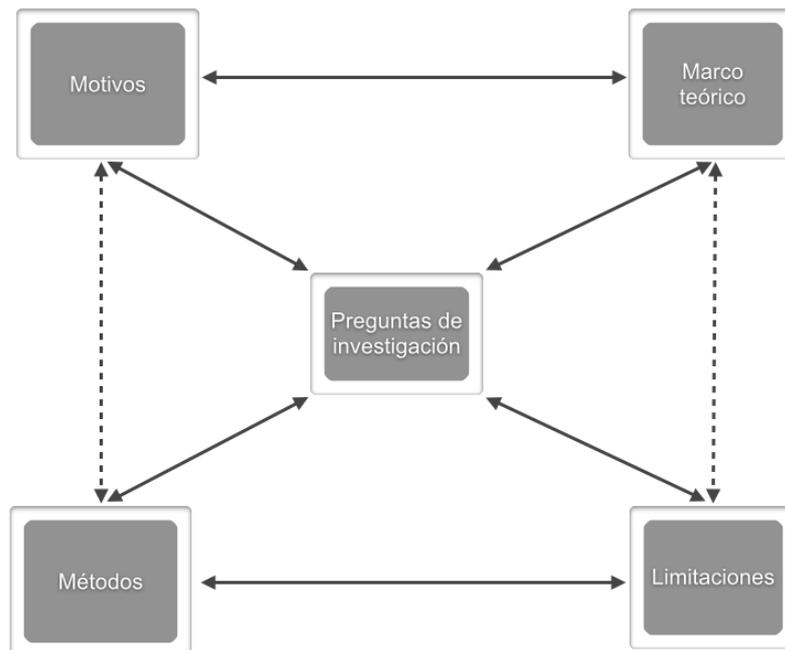 Motivos
Marco
teórico
Preguntas de
investigación
Métodos
Limitaciones